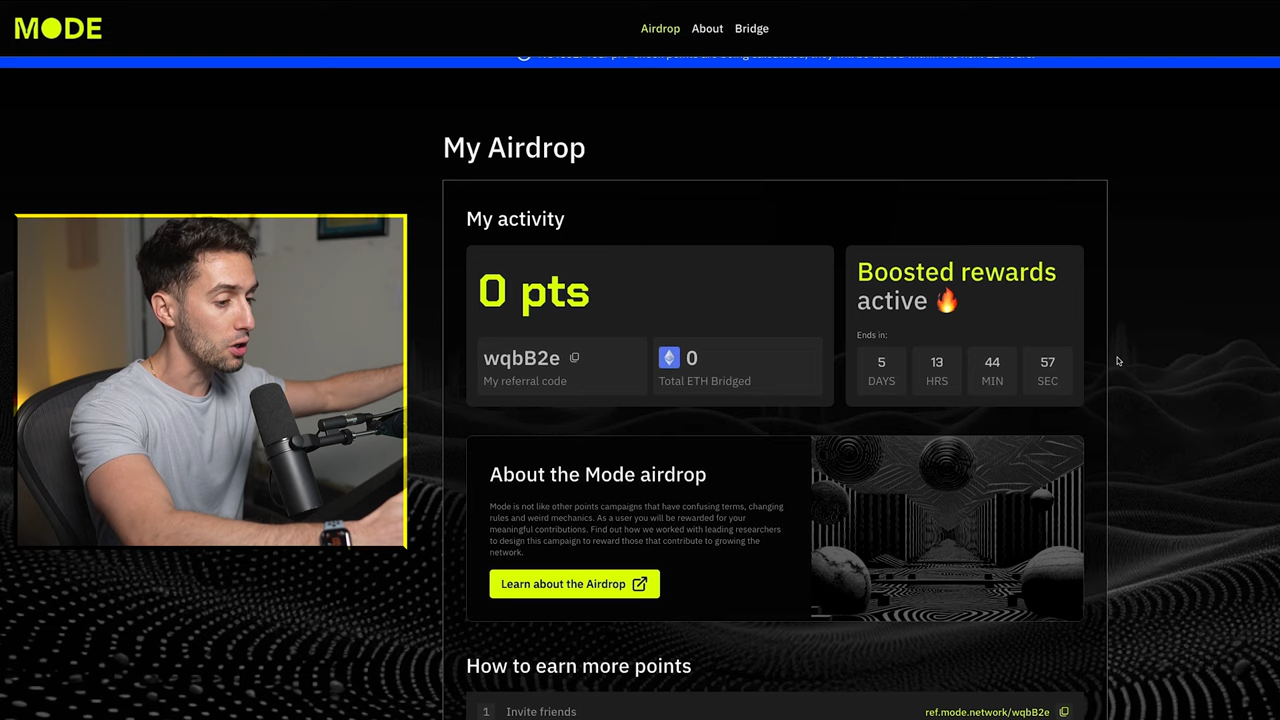 MODE
Airdrop About Bridge
My Airdrop
My activity
0 pts
wqbB2e
My referral code
0
Total ETH Bridged
Boosted rewards
active 🔥
Ends in:
5 13 44 57
DAYS HRS MIN SEC
About the Mode airdrop
Mode is not like other points campaigns that have confusing terms, changing
rules and weird mechanics. As a user you will be rewarded for your
meaningful contributions. Find out how we worked with leading researchers
to design this campaign to reward those that contribute to growing the
network.
Learn about the Airdrop
How to earn more points
1 Invite friends ref.mode.network/wqbB2e